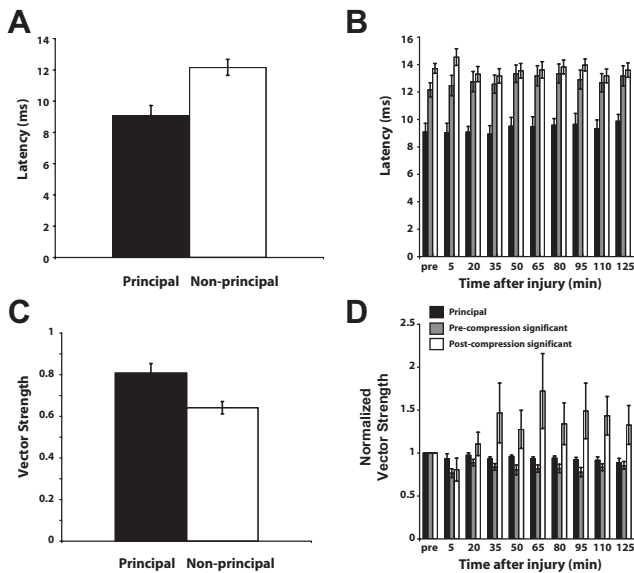 A
14
12
10
8
6
4
2
0
Latency (ms)
Principal Non-principal
B
16
14
12
10
8
6
4
2
0
Latency (ms)
pre 5 20 35 50 65 80 95 110 125
Time after injury (min)
C
1
0.8
0.6
0.4
0.2
0
Vector Strength
Principal Non-principal
D
Principal
Pre-compression significant
Post-compression significant
2.5
2
1.5
1
0.5
0
Normalized
Vector Strength
pre 5 20 35 50 65 80 95 110 125
Time after injury (min)